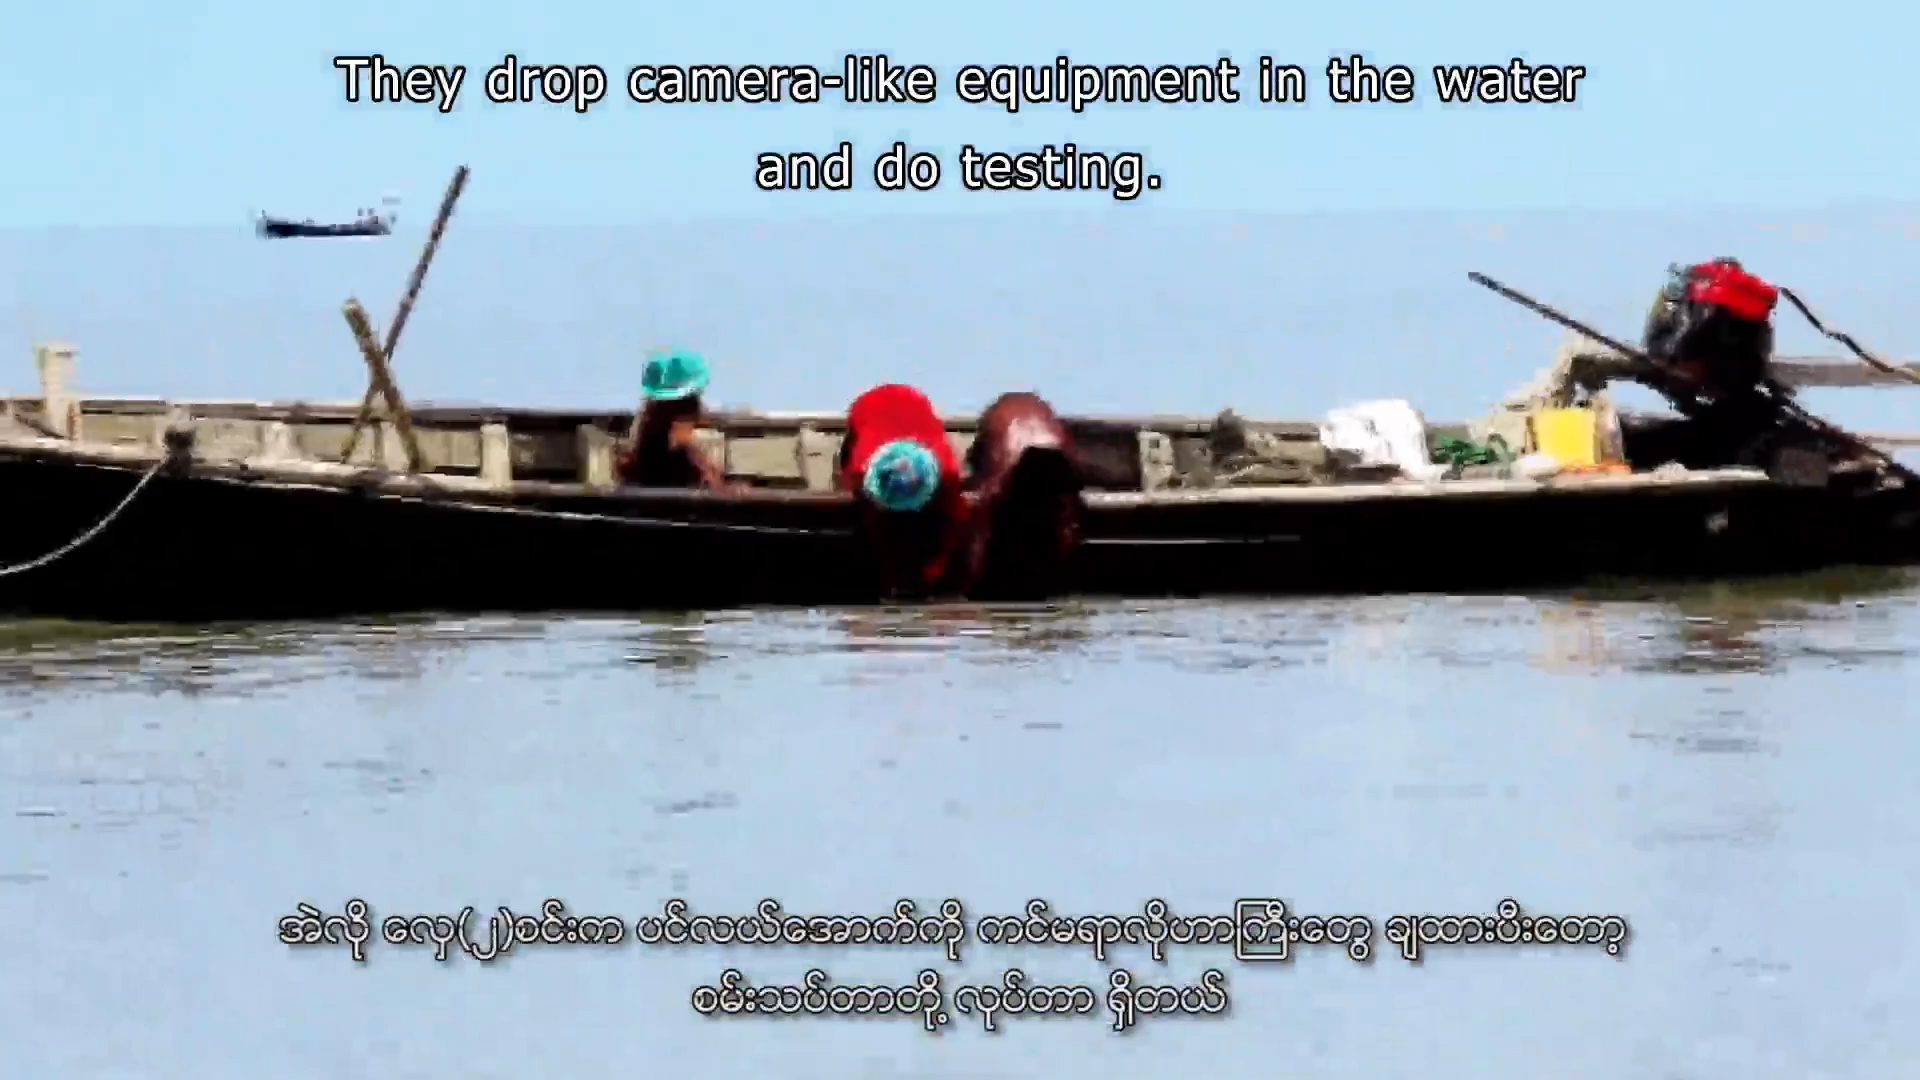 They drop camera-like equipment in the water
and do testing.
အဲလို လှေ(၂)စင်းက ပင်လယ်အောက်ကို ကင်မရာလိုဟာကြီးတွေ ချထားပီးတော့
စမ်းသပ်တာတို့ လုပ်တာ ရှိတယ်